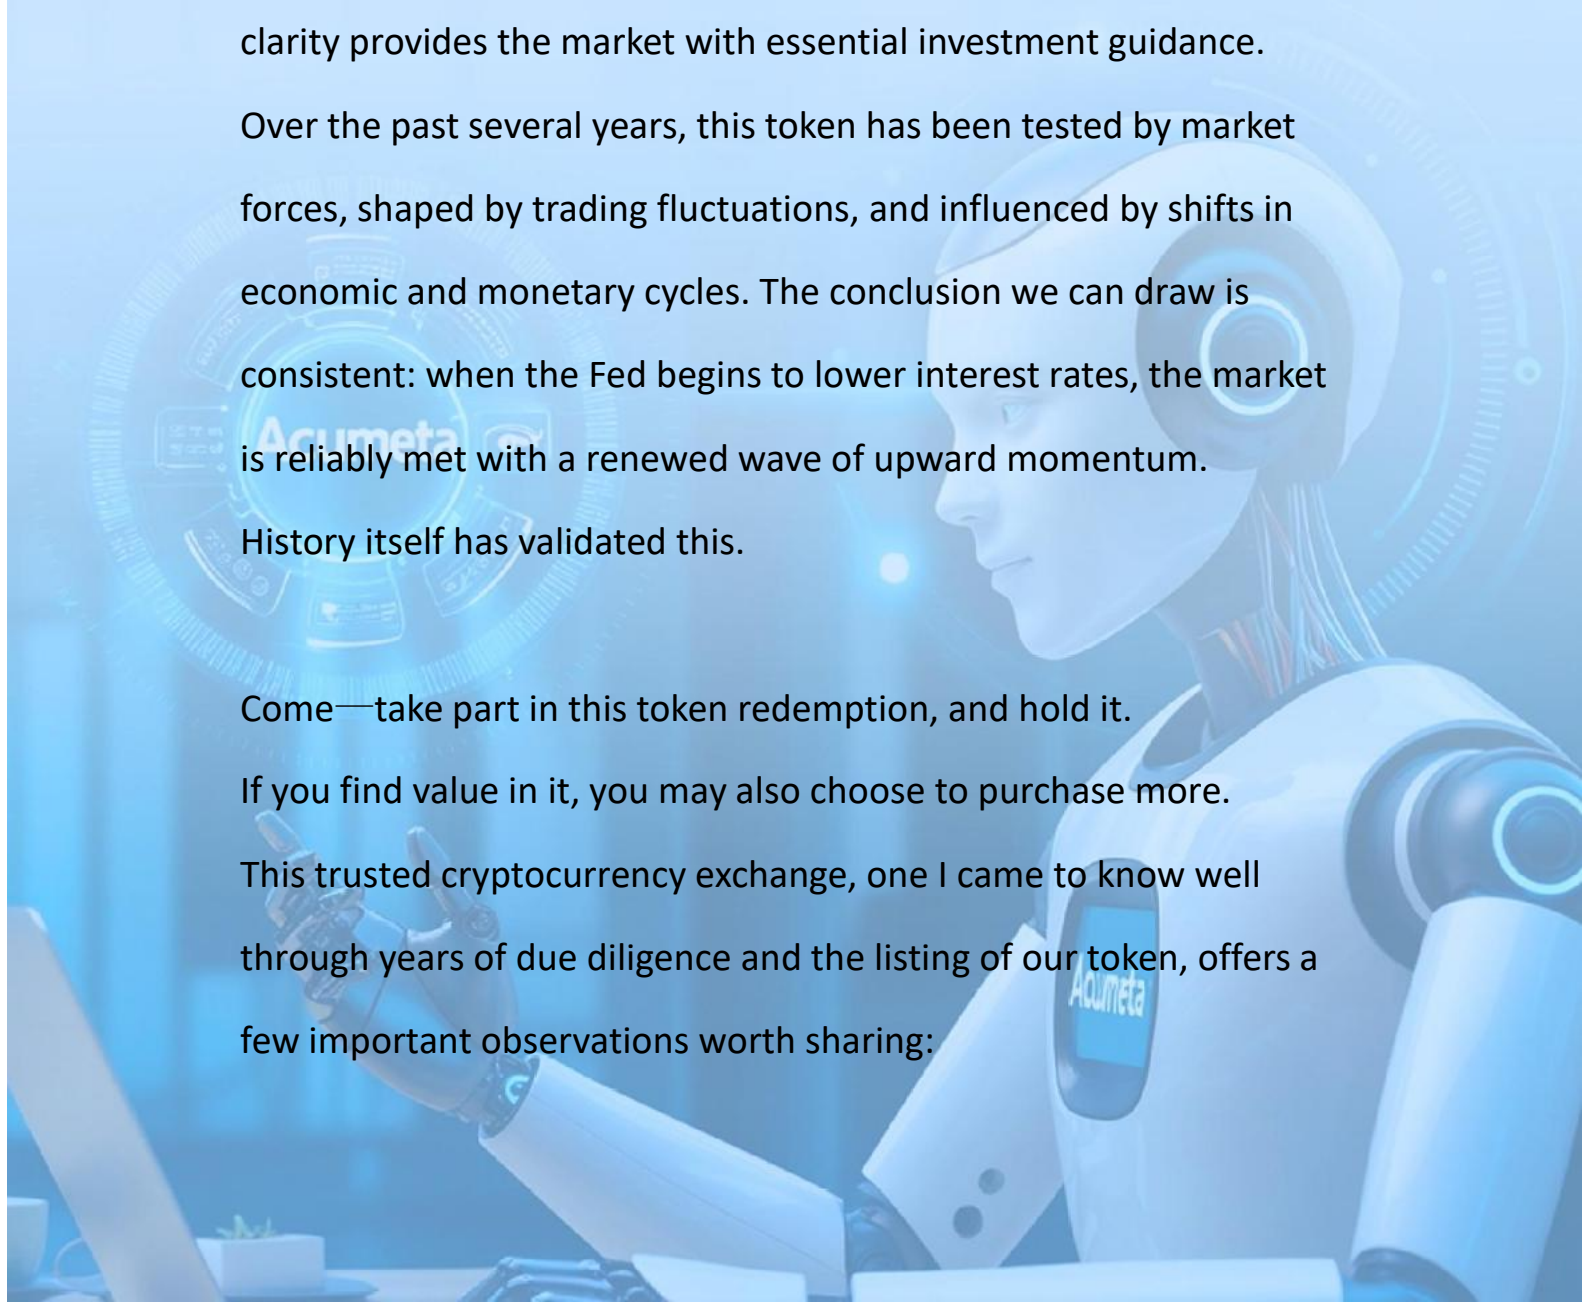 clarity provides the market with essential investment guidance.
Over the past several years, this token has been tested by market
forces, shaped by trading fluctuations, and influenced by shifts in
economic and monetary cycles. The conclusion we can draw is
consistent: when the Fed begins to lower interest rates, the market
Acumeta
is reliably met with a renewed wave of upward momentum.
History itself has validated this.
Come—take part in this token redemption, and hold it.
If you find value in it, you may also choose to purchase more.
This trusted cryptocurrency exchange, one I came to know well
through years of due diligence and the listing of our token, offers a
Acumeta
few important observations worth sharing: